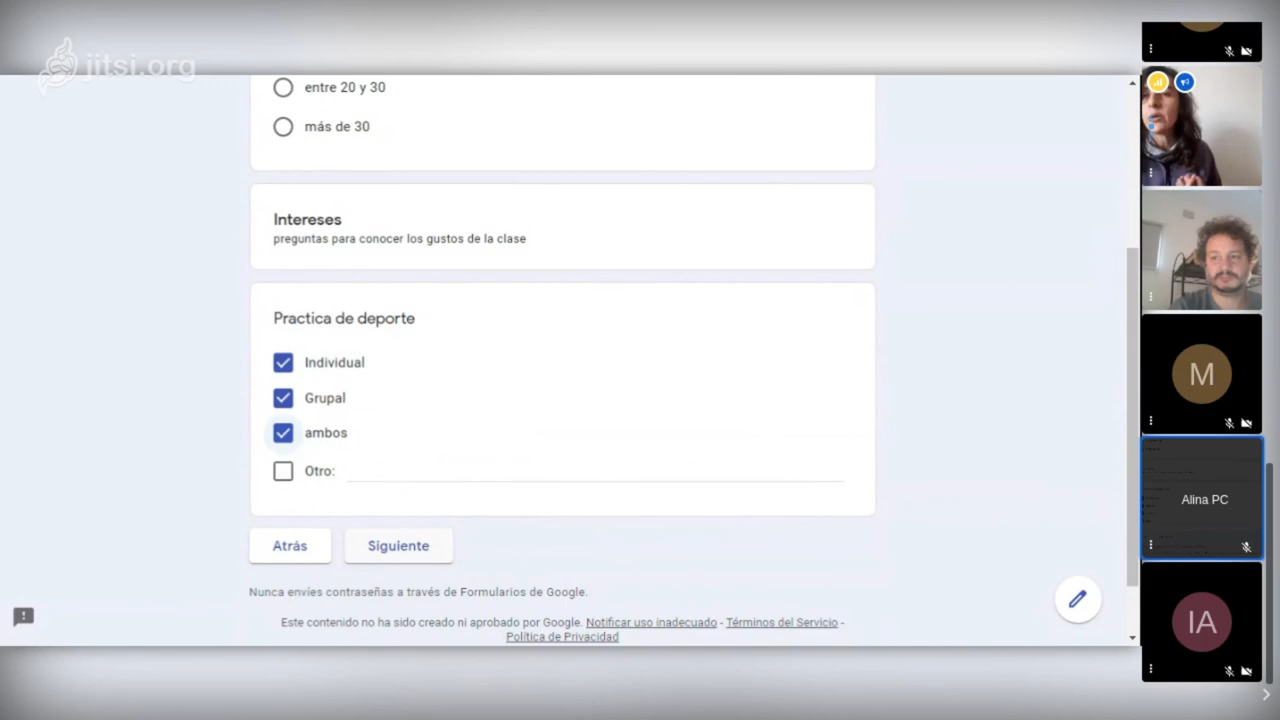 jitsi.org
entre 20 y 30
más de 30
Intereses
preguntas para conocer los gustos de la clase
Practica de deporte
Individual
Grupal
ambos
Otro:
Atrás
Siguiente
Nunca envíes contraseñas a través de Formularios de Google.
Este contenido no ha sido creado ni aprobado por Google. Notificar uso inadecuado - Términos del Servicio -
Política de Privacidad
M
Alina PC
IA